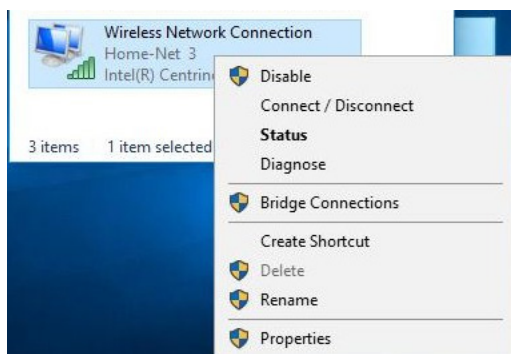 Wireless Network Connection
Home-Net 3
Intel(R)
Disable
Connect / Disconnect
Status
Diagnose
Bridge Connections
Create Shortcut
Delete
Rename
Properties
3 items 1 item selected